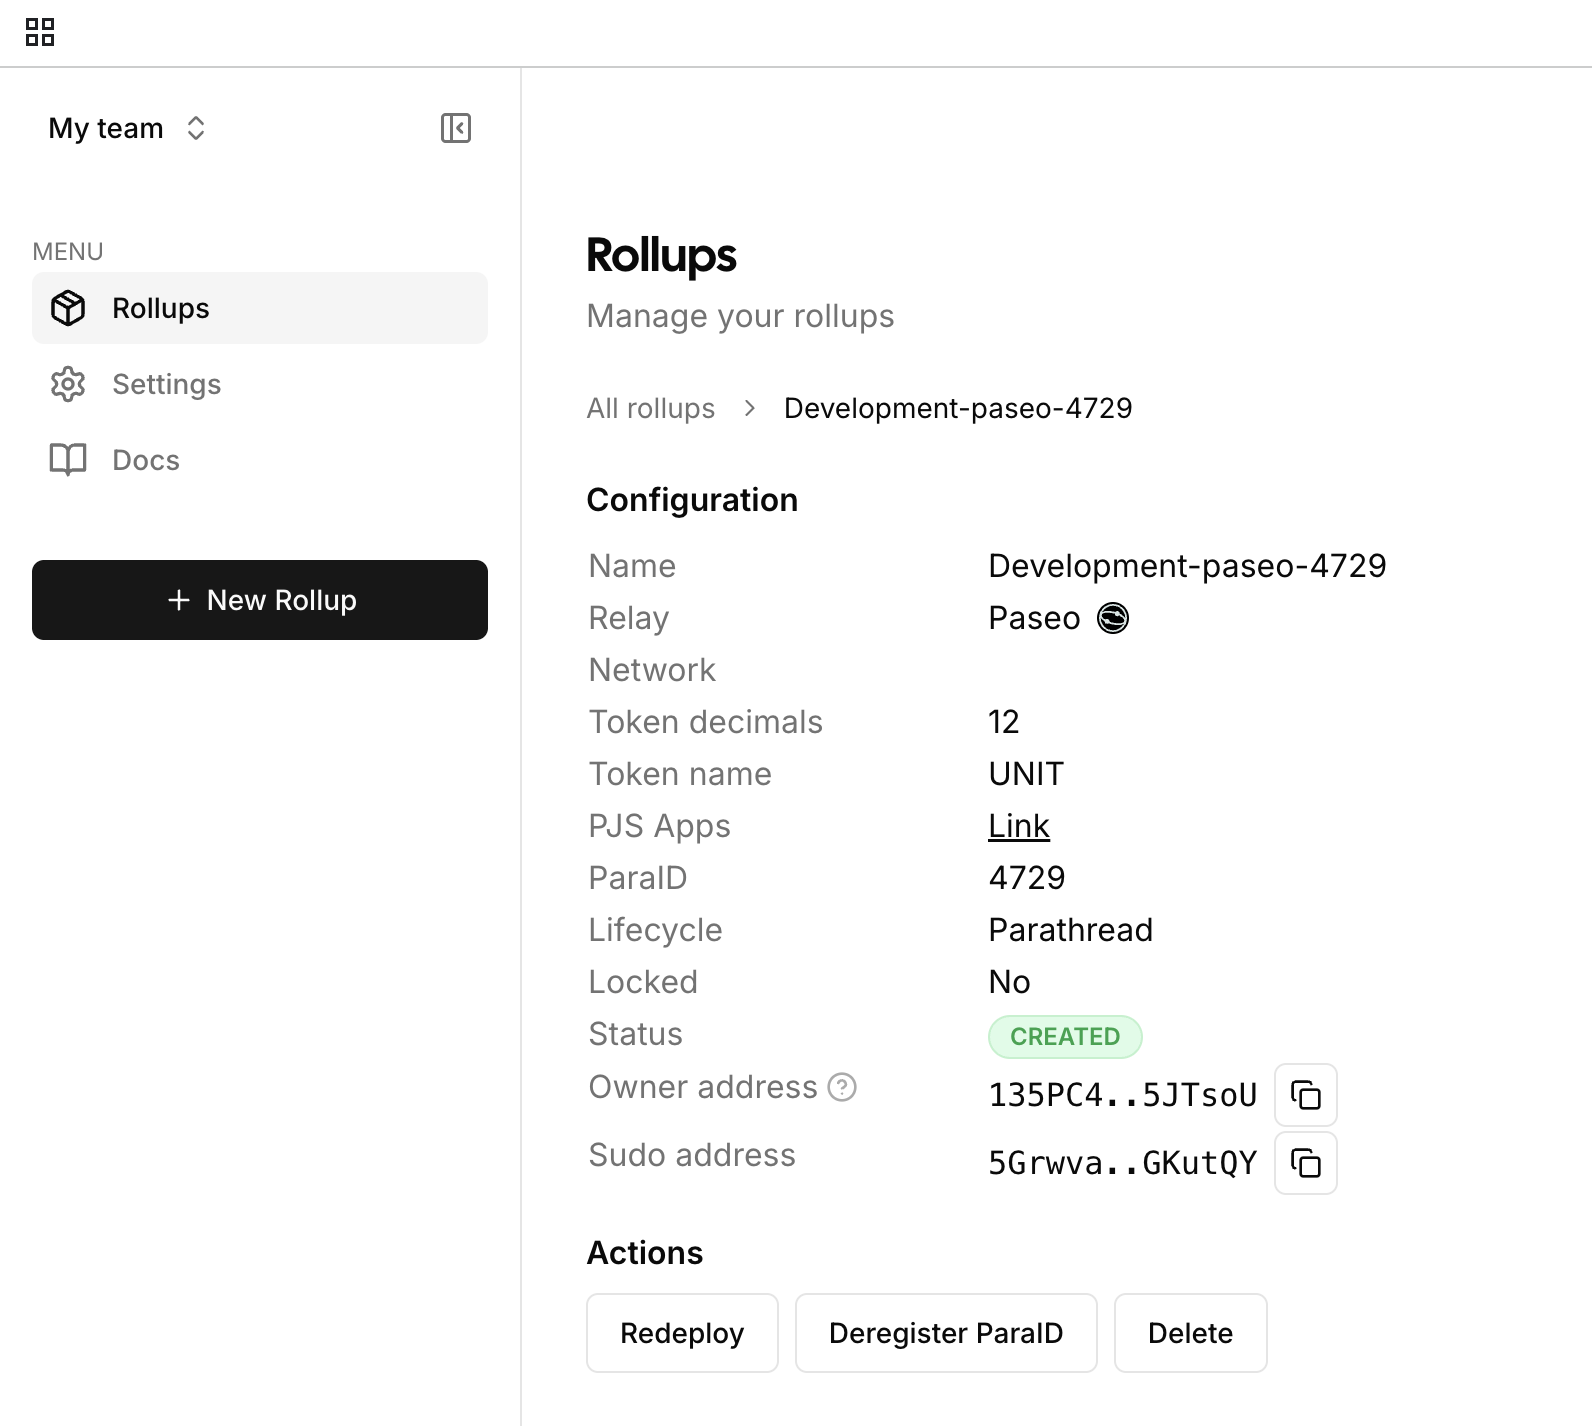 My team
MENU
Rollups
Settings
Docs
New Rollup
Rollups
Manage your rollups
All rollups > Development-paseo-4729
Configuration
Name Development-paseo-4729
Relay Paseo
Network
Token decimals 12
Token name UNIT
PJS Apps Link
ParaID 4729
Lifecycle Parathread
Locked No
Status CREATED
Owner address 135PC4..5JTsoU
Sudo address 5Grwva..GKutQY
Actions
Redeploy Deregister ParaID Delete